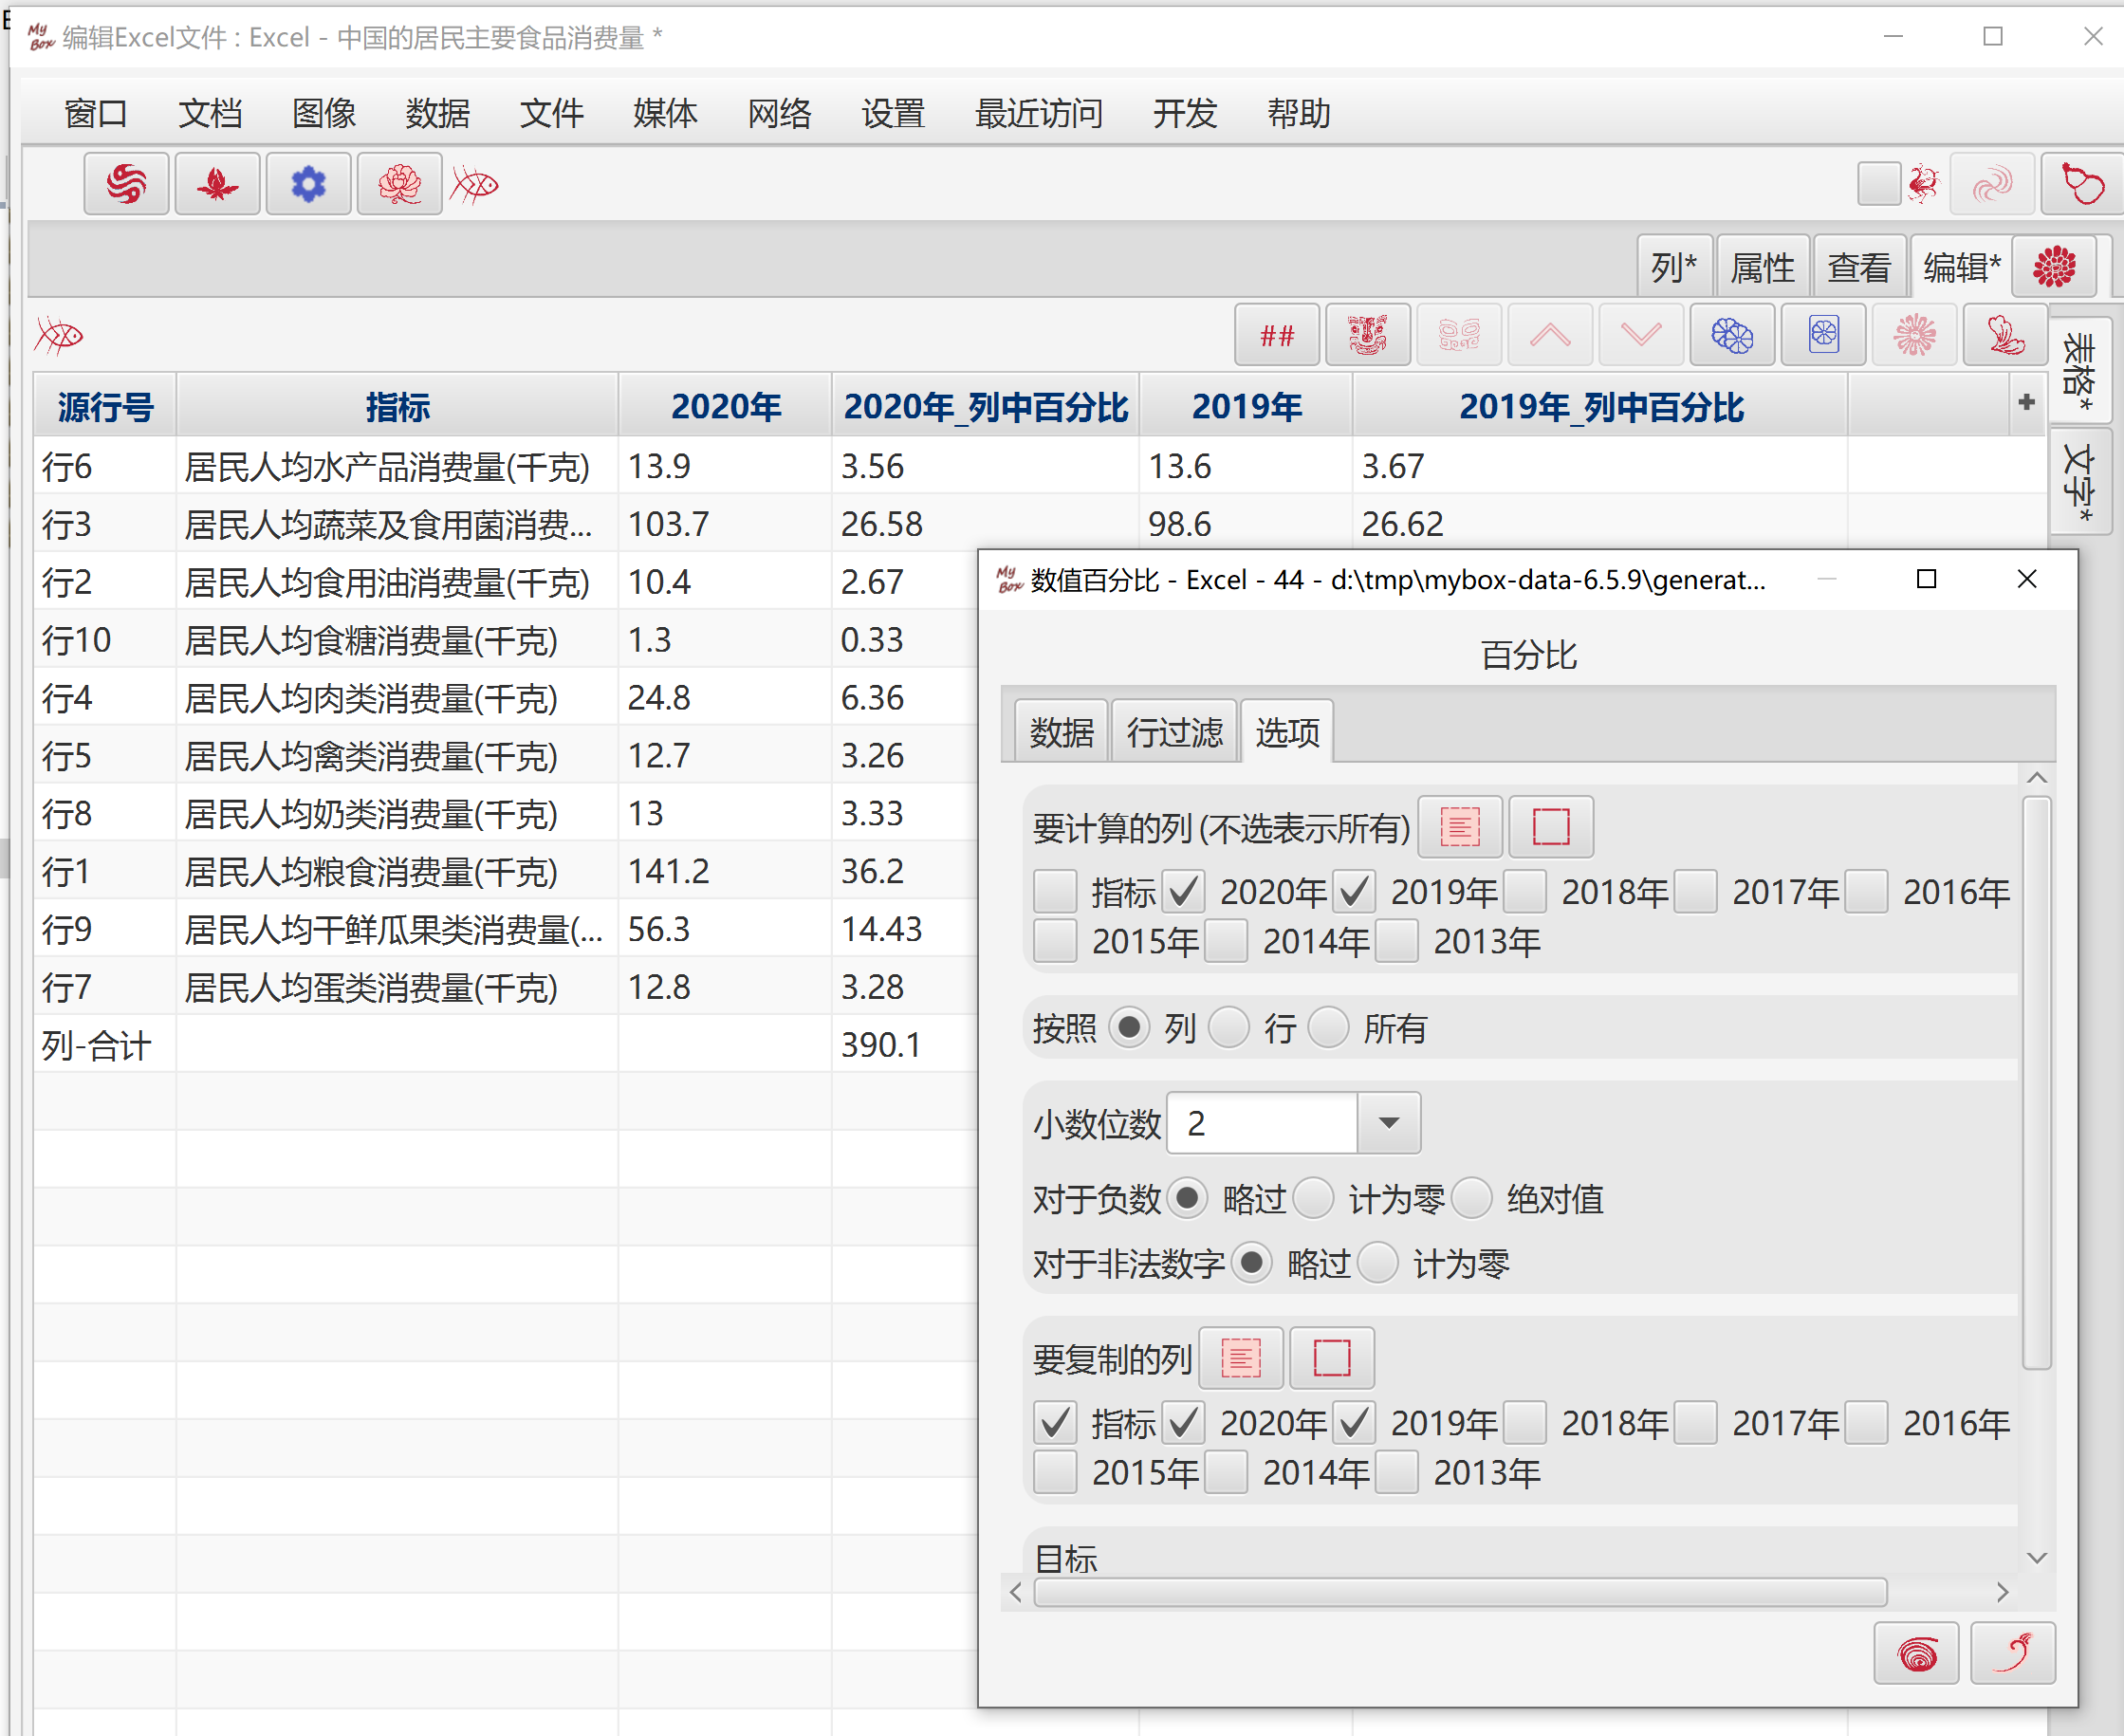 My Box 编辑Excel文件 : Excel - 中国的居民主要食品消费量 *
窗口 文档 图像 数据 文件 媒体 网络 设置 最近访问 开发 帮助
列* 属性 查看 编辑*
##
表格*
文字*
源行号 指标 2020年 2020年_列中百分比 2019年 2019年_列中百分比 +
行6 居民人均水产品消费量(千克) 13.9 3.56 13.6 3.67
行3 居民人均蔬菜及食用菌消费... 103.7 26.58 98.6 26.62
行2 居民人均食用油消费量(千克) 10.4 2.67
行10 居民人均食糖消费量(千克) 1.3 0.33
行4 居民人均肉类消费量(千克) 24.8 6.36
行5 居民人均禽类消费量(千克) 12.7 3.26
行8 居民人均奶类消费量(千克) 13 3.33
行1 居民人均粮食消费量(千克) 141.2 36.2
行9 居民人均干鲜瓜果类消费量(... 56.3 14.43
行7 居民人均蛋类消费量(千克) 12.8 3.28
列-合计 390.1
My Box 数值百分比 - Excel - 44 - d:\tmp\mybox-data-6.5.9\generat...
百分比
数据 行过滤 选项
要计算的列 (不选表示所有)
指标 2020年 2019年 2018年 2017年 2016年
2015年 2014年 2013年
按照 列 行 所有
小数位数 2
对于负数 略过 计为零 绝对值
对于非法数字 略过 计为零
要复制的列
指标 2020年 2019年 2018年 2017年 2016年
2015年 2014年 2013年
目标